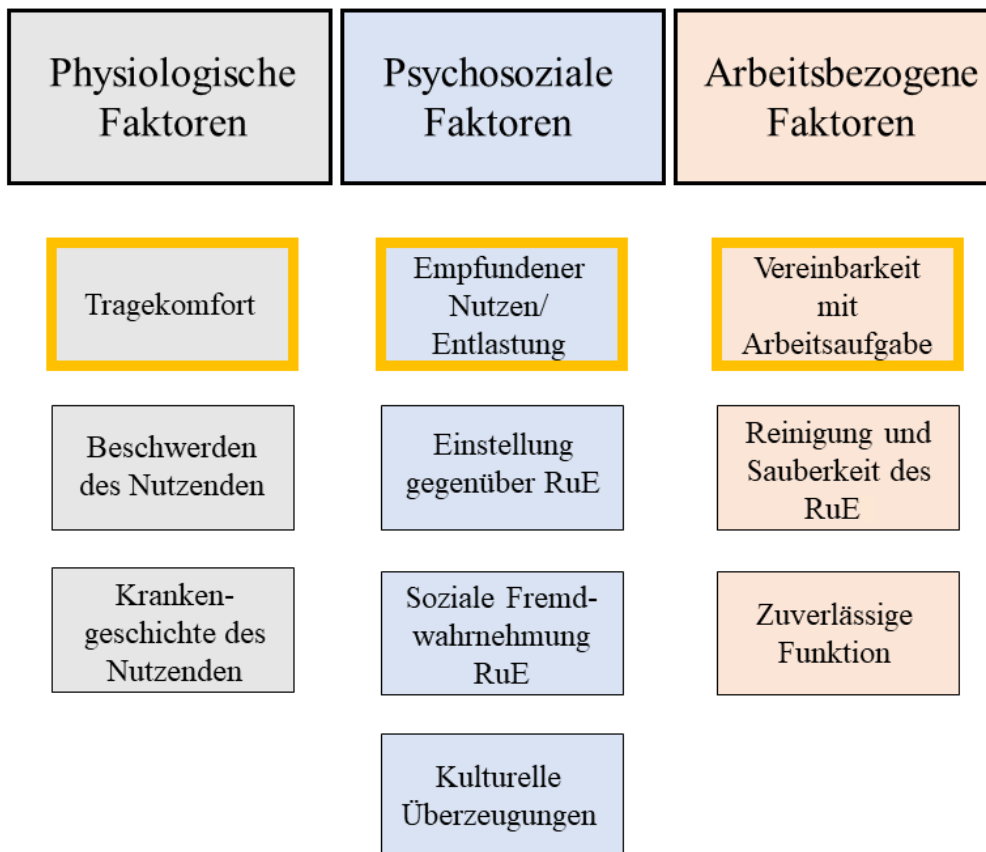 Physiologische
Faktoren
Psychosoziale
Faktoren
Arbeitsbezogene
Faktoren
Tragekomfort
Empfundener
Nutzen/
Entlastung
Vereinbarkeit
mit
Arbeitsaufgabe
Beschwerden
des Nutzenden
Einstellung
gegenüber RuE
Reinigung und
Sauberkeit des
RuE
Kranken-
geschichte des
Nutzenden
Soziale Fremd-
wahrnehmung
RuE
Zuverlässige
Funktion
Kulturelle
Überzeugungen